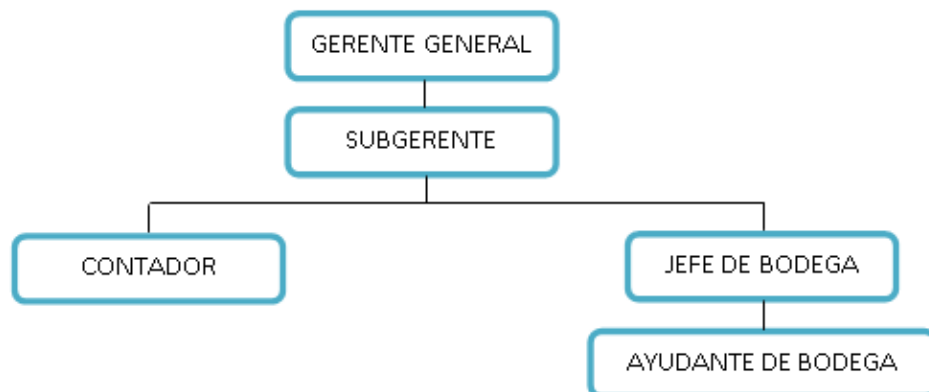 GERENTE GENERAL
SUBGERENTE
CONTADOR
JEFE DE BODEGA
AYUDANTE DE BODEGA